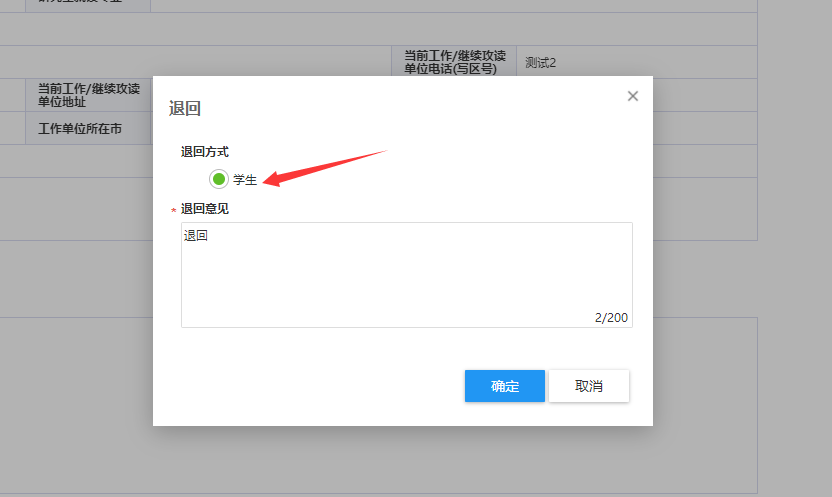 当前工作/继续攻读
单位电话(写区号)
测试2
当前工作/继续攻读
单位地址
工作单位所在市
退回
退回方式
学生
* 退回意见
退回
2/200
确定
取消